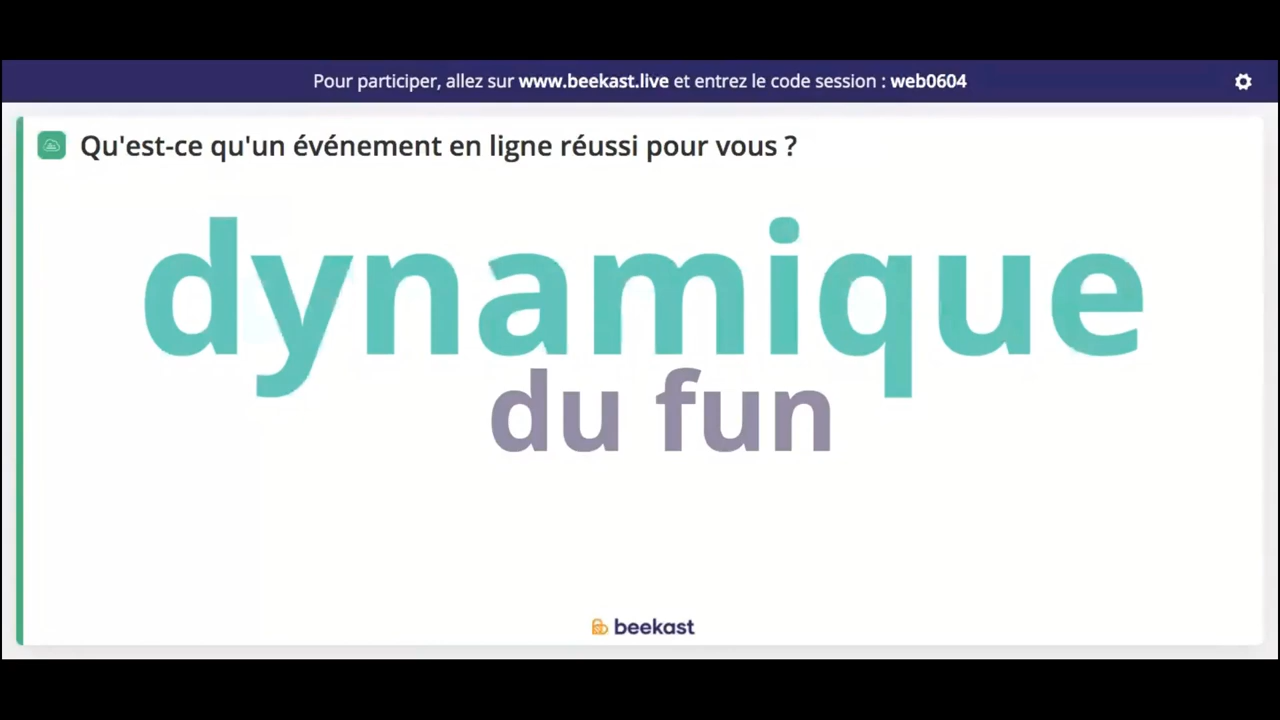 Pour participer, allez sur www.beekast.live et entrez le code session : web0604
Qu'est-ce qu'un événement en ligne réussi pour vous ?
dynamique
du fun
beekast